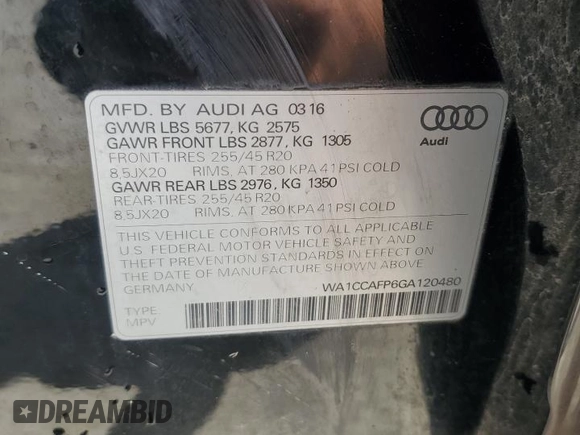 MFD. BY AUDI AG 03 16
GVWR LBS 5677, KG 2575
GAWR FRONT LBS 2877, KG 1305
FRONT-TIRES 255/45 R20
8,5JX20 RIMS, AT 280 KPA 41 PSI COLD
GAWR REAR LBS 2976, KG 1350
REAR-TIRES 255/45 R20
8,5JX20 RIMS, AT 280 KPA 41 PSI COLD
Audi
THIS VEHICLE CONFORMS TO ALL APPLICABLE
U.S. FEDERAL MOTOR VEHICLE SAFETY AND
THEFT PREVENTION STANDARDS IN EFFECT ON
THE DATE OF MANUFACTURE SHOWN ABOVE.
GERMANY WA1CCAFP6GA120480
TYPE
MPV
DREAMBID